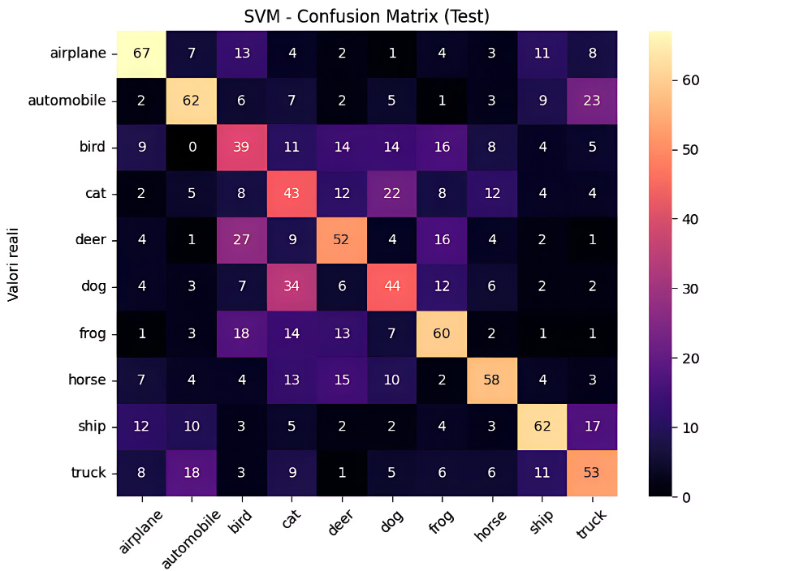 SVM - Confusion Matrix (Test)
airplane 67 7 13 4 2 1 4 3 11 8
automobile 2 62 6 7 2 5 1 3 9 23
bird 9 0 39 11 14 14 16 8 4 5
cat 2 5 8 43 12 22 8 12 4 4
deer 4 1 27 9 52 4 16 4 2 1
dog 4 3 7 34 6 44 12 6 2 2
frog 1 3 18 14 13 7 60 2 1 1
horse 7 4 4 13 15 10 2 58 4 3
ship 12 10 3 5 2 2 4 3 62 17
truck 8 18 3 9 1 5 6 6 11 53
airplane automobile bird cat deer dog frog horse ship truck
Valori reali
60
50
40
30
20
10
0